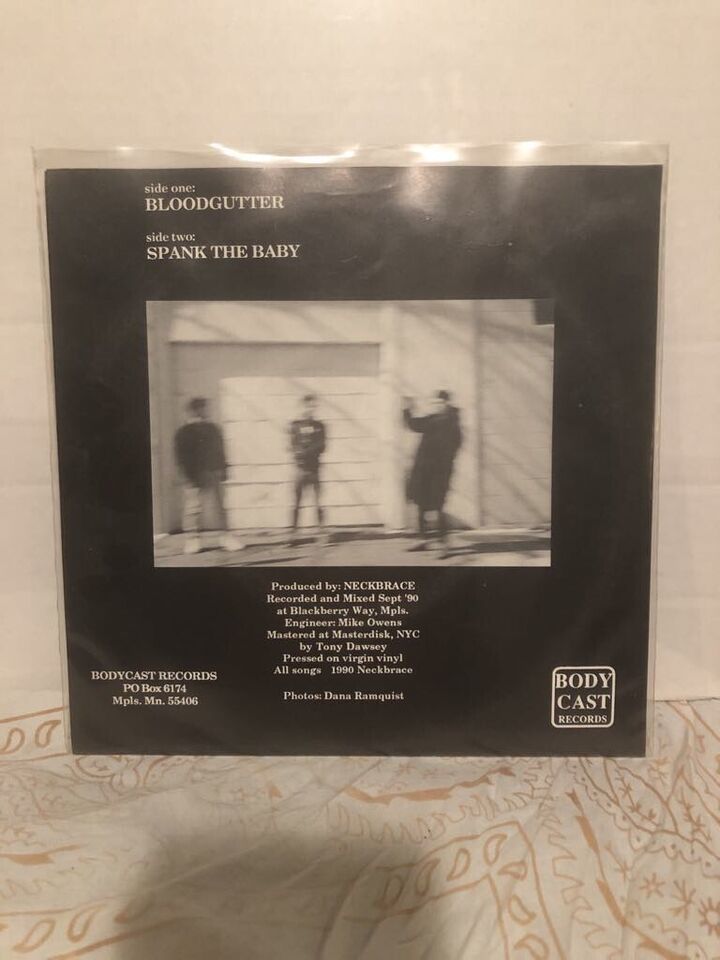 side one:
BLOODGUTTER
side two:
SPANK THE BABY
Produced by: NECKBRACE
Recorded and Mixed Sept '90
at Blackberry Way, Mpls.
Engineer: Mike Owens
Mastered at Masterdisk, NYC
by Tony Dawsey
Pressed on virgin vinyl
All songs 1990 Neckbrace
Photos: Dana Ramquist
BODYCAST RECORDS
PO Box 6174
Mpls. Mn. 55406
BODY
CAST
RECORDS